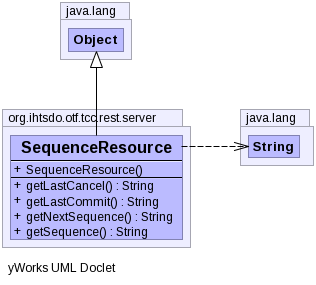 java.lang
Object
org.ihtsdo.otf.tcc.rest.server
java.lang
SequenceResource
String
+ SequenceResource()
+ getLastCancel() : String
+ getLastCommit() : String
+ getNextSequence() : String
+ getSequence() : String
yWorks UML Doclet